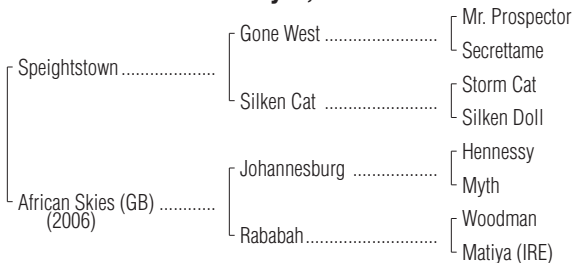 Mr. Prospector
Gone West ......................
Secrettame
Speightstown ....................
Storm Cat
Silken Cat ......................
Silken Doll
Hennessy
Johannesburg .................
Myth
African Skies (GB) ............
(2006)
Woodman
Rababah..........................
Matiya (IRE)